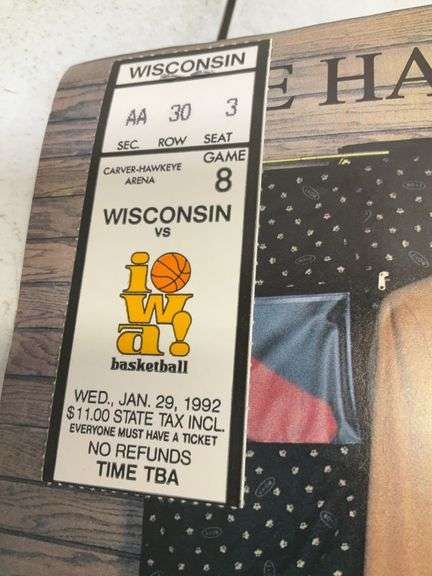 WISCONSIN
AA 30 3
SEC. ROW SEAT
CARVER-HAWKEYE
ARENA
GAME
8
WISCONSIN
VS
iowa!
basketball
WED., JAN. 29, 1992
$11.00 STATE TAX INCL.
EVERYONE MUST HAVE A TICKET
NO REFUNDS
TIME TBA
E HA